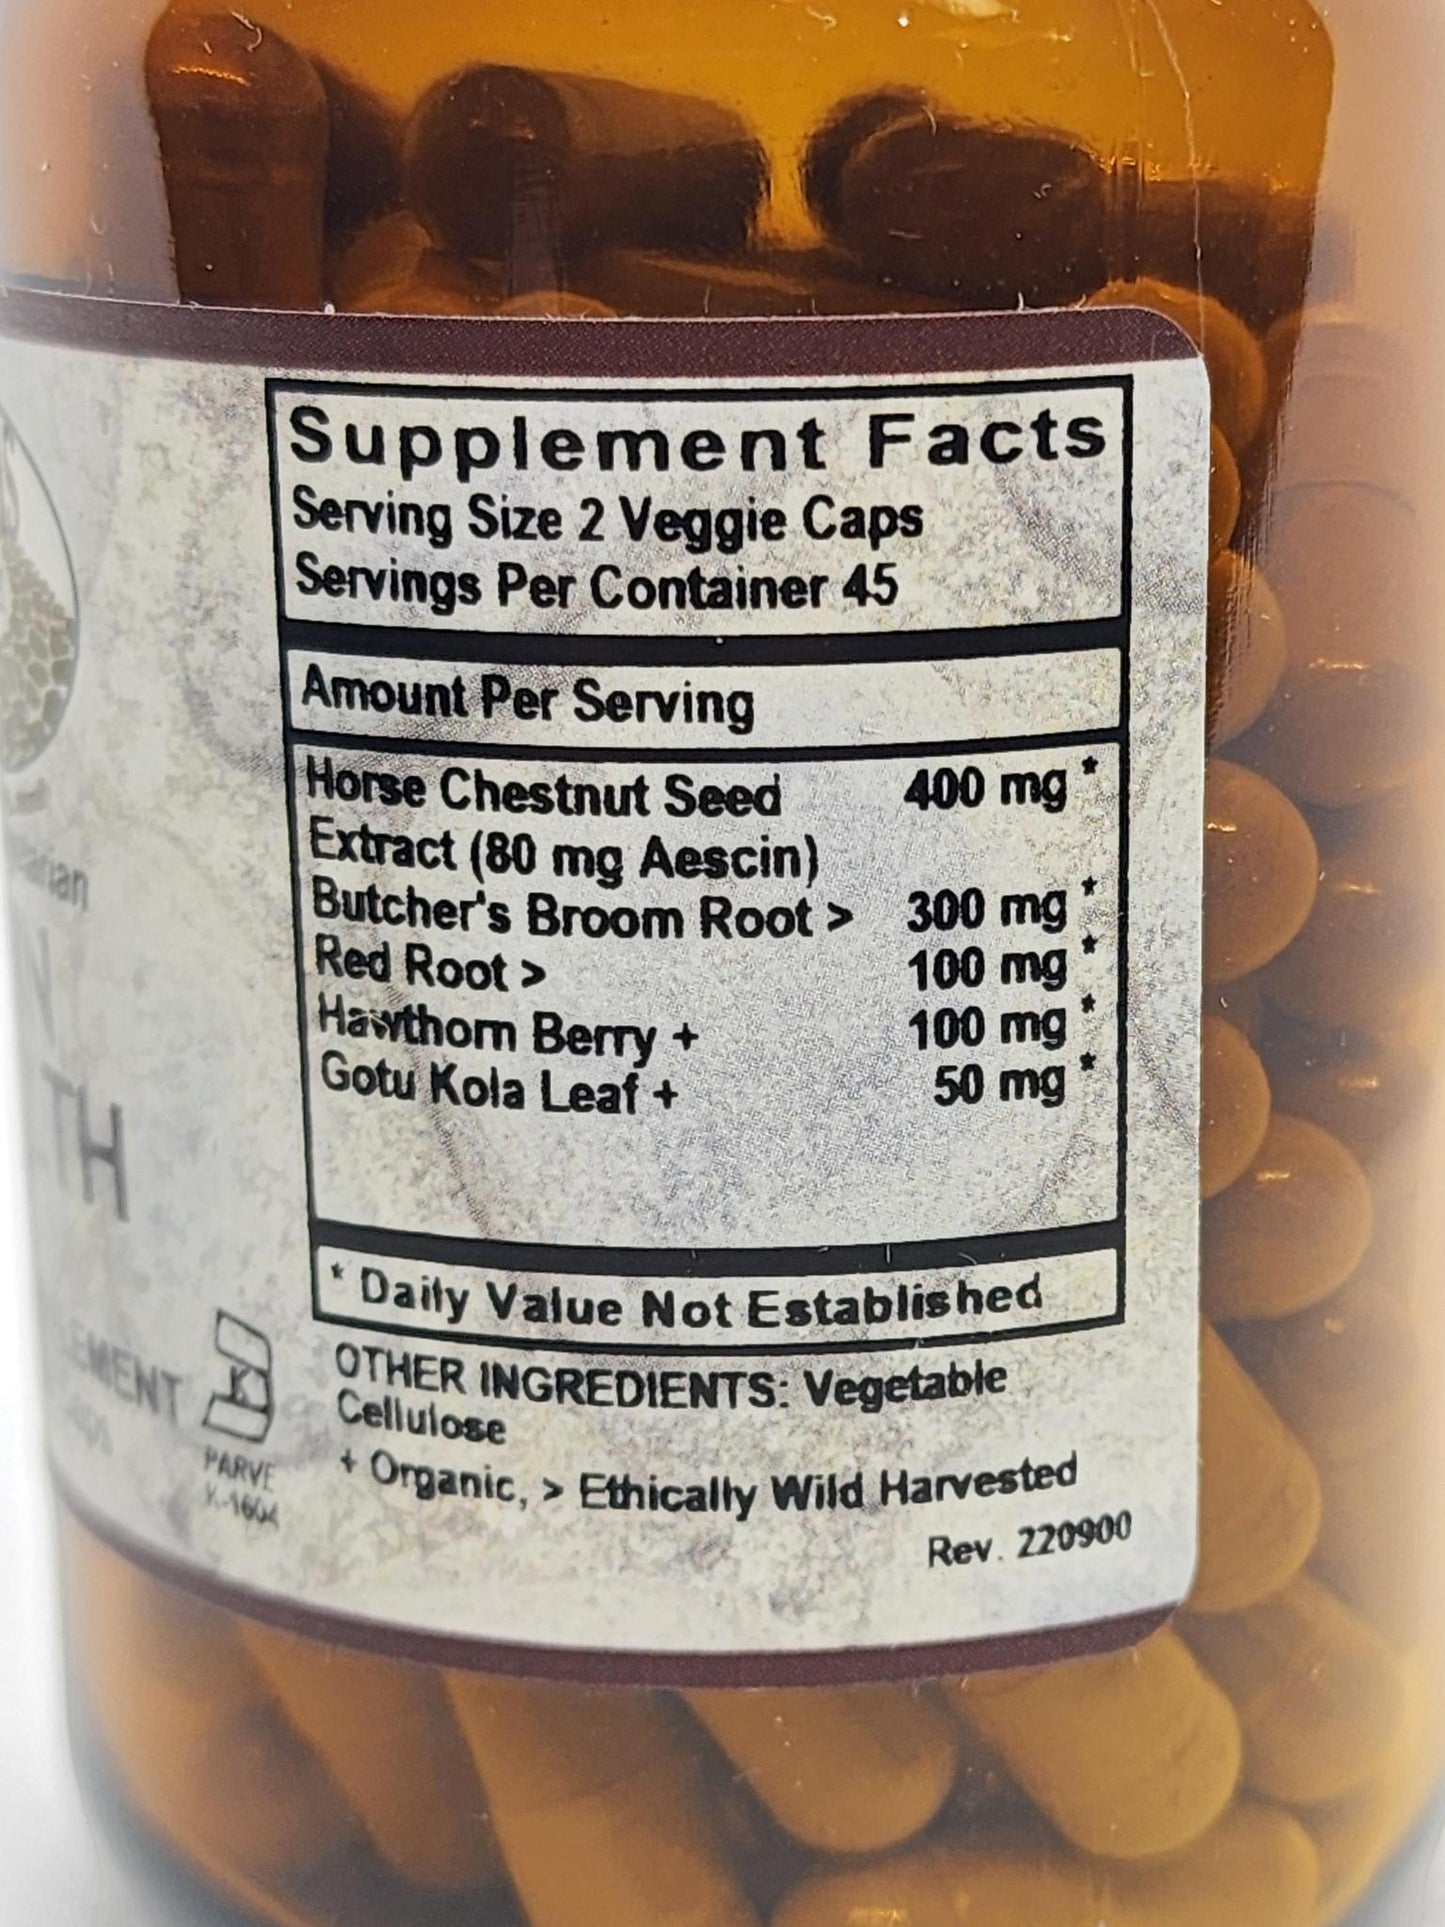 TH
Supplement Facts
Serving Size 2 Veggie Caps
Servings Per Container 45
Amount Per Serving
Horse Chestnut Seed 400 mg *
Extract (80 mg Aescin)
Butcher's Broom Root > 300 mg *
Red Root > 100 mg *
Hawthorn Berry + 100 mg *
Gotu Kola Leaf + 50 mg *
* Daily Value Not Established
OTHER INGREDIENTS: Vegetable
Cellulose
+ Organic, > Ethically Wild Harvested
Rev. 220900
K
PARVE
K-1604